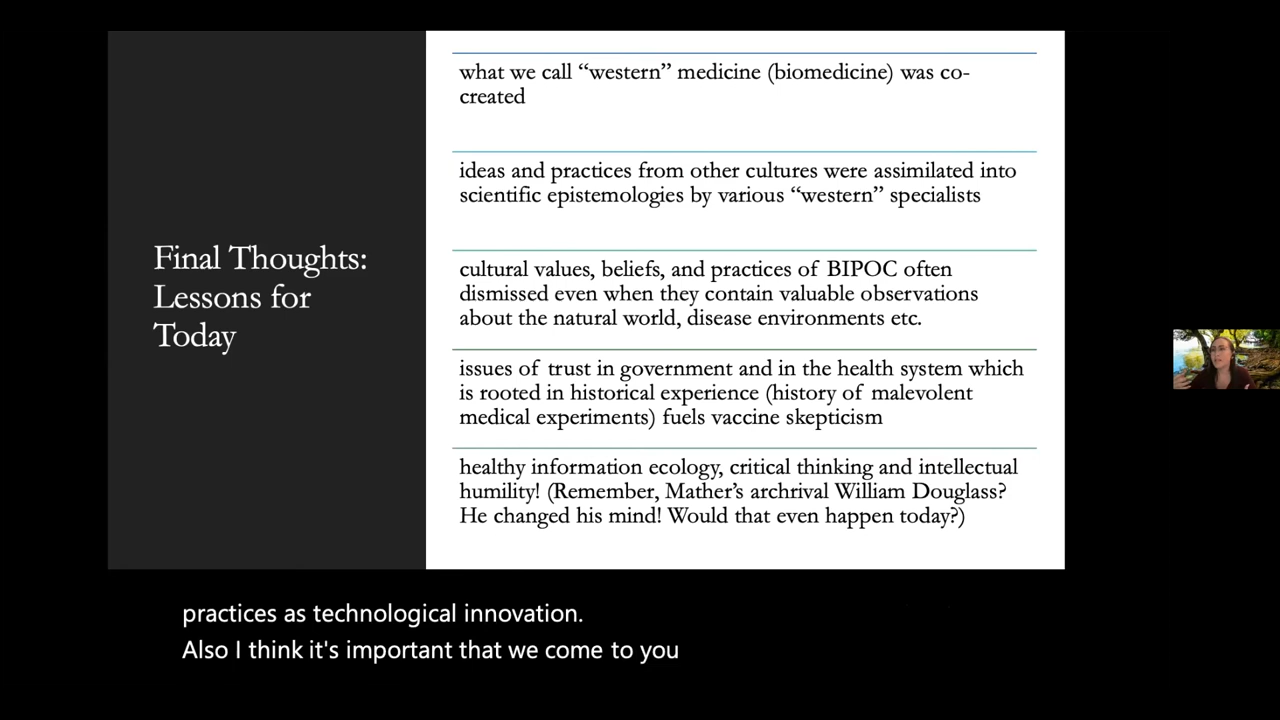 Final Thoughts:
Lessons for
Today
what we call “western” medicine (biomedicine) was co-
created
ideas and practices from other cultures were assimilated into
scientific epistemologies by various “western” specialists
cultural values, beliefs, and practices of BIPOC often
dismissed even when they contain valuable observations
about the natural world, disease environments etc.
issues of trust in government and in the health system which
is rooted in historical experience (history of malevolent
medical experiments) fuels vaccine skepticism
healthy information ecology, critical thinking and intellectual
humility! (Remember, Mather’s archrival William Douglass?
He changed his mind! Would that even happen today?)
practices as technological innovation.
Also I think it's important that we come to you